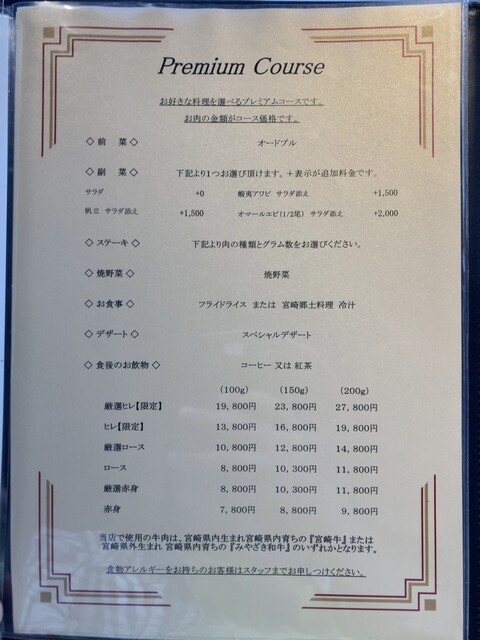 Premium Course
お好きな料理を選べるプレミアムコースです。
お肉の金額がコース価格です。
◇ 前　菜 ◇ オードブル
◇ 副　菜 ◇ 下記より1つお選び頂けます。＋表示が追加料金です。
サラダ +0 蝦夷アワビ サラダ添え +1,500
帆立 サラダ添え +1,500 オマールエビ(1/2尾) サラダ添え +2,000
◇ ステーキ ◇ 下記より肉の種類とグラム数をお選びください。
◇ 焼野菜 ◇ 焼野菜
◇ お食事 ◇ フライドライス または 宮崎郷土料理 冷汁
◇ デザート ◇ スペシャルデザート
◇ 食後のお飲物 ◇ コーヒー 又は 紅茶
(100g) (150g) (200g)
厳選ヒレ【限定】 19,800円 23,800円 27,800円
ヒレ【限定】 13,800円 16,800円 19,800円
厳選ロース 10,800円 12,800円 14,800円
ロース 8,800円 10,300円 11,800円
厳選赤身 8,800円 10,300円 11,800円
赤身 7,800円 8,800円 9,800円
当店で使用の牛肉は、宮崎県内生まれ宮崎県内育ちの『宮崎牛』または
宮崎県外生まれ 宮崎県内育ちの『みやざき和牛』のいずれかとなります。
食物アレルギーをお持ちのお客様はスタッフまでお申しつけください。